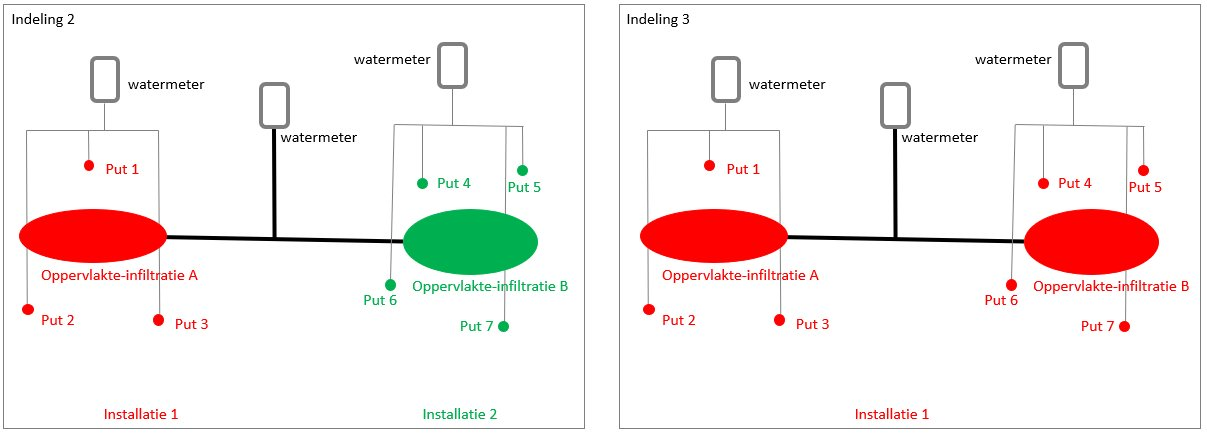 Indeling 2
watermeter
watermeter
watermeter
Put 1
Put 4
Put 5
Oppervlakte-infiltratie A
Oppervlakte-infiltratie B
Put 6
Put 2
Put 3
Put 7
Installatie 1
Installatie 2
Indeling 3
watermeter
watermeter
watermeter
Put 1
Put 4
Put 5
Oppervlakte-infiltratie A
Oppervlakte-infiltratie B
Put 6
Put 2
Put 3
Put 7
Installatie 1